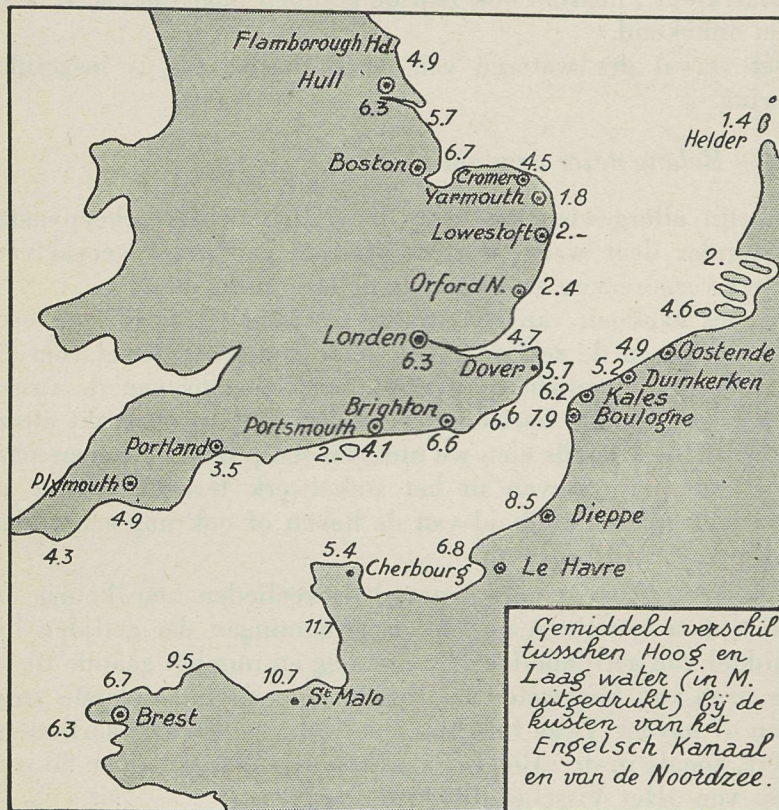 Flamborough Hd.
4.9
Hull
6.3
5.7
1.4
Helder
6.7
Boston
Cromer
4.5
Yarmouth
1.8
Lowestoft
2.-
2.
Orford N.
2.4
4.6
Londen
6.3
4.7
4.9
Oostende
Dover
5.7
5.2
Duinkerken
6.2
Kales
Brighton
6.6
7.9
Boulogne
Portsmouth
6.6
Portland
2.
4.1
3.5
Plymouth
4.9
8.5
Dieppe
4.3
5.4
Cherbourg
6.8
Le Havre
11.7
9.5
10.7
St. Malo
6.7
6.3
Brest
Gemiddeld verschil
tusschen Hoog en
Laag water (in M.
uitgedrukt) bij de
kusten van het
Engelsch Kanaal
en van de Noordzee.